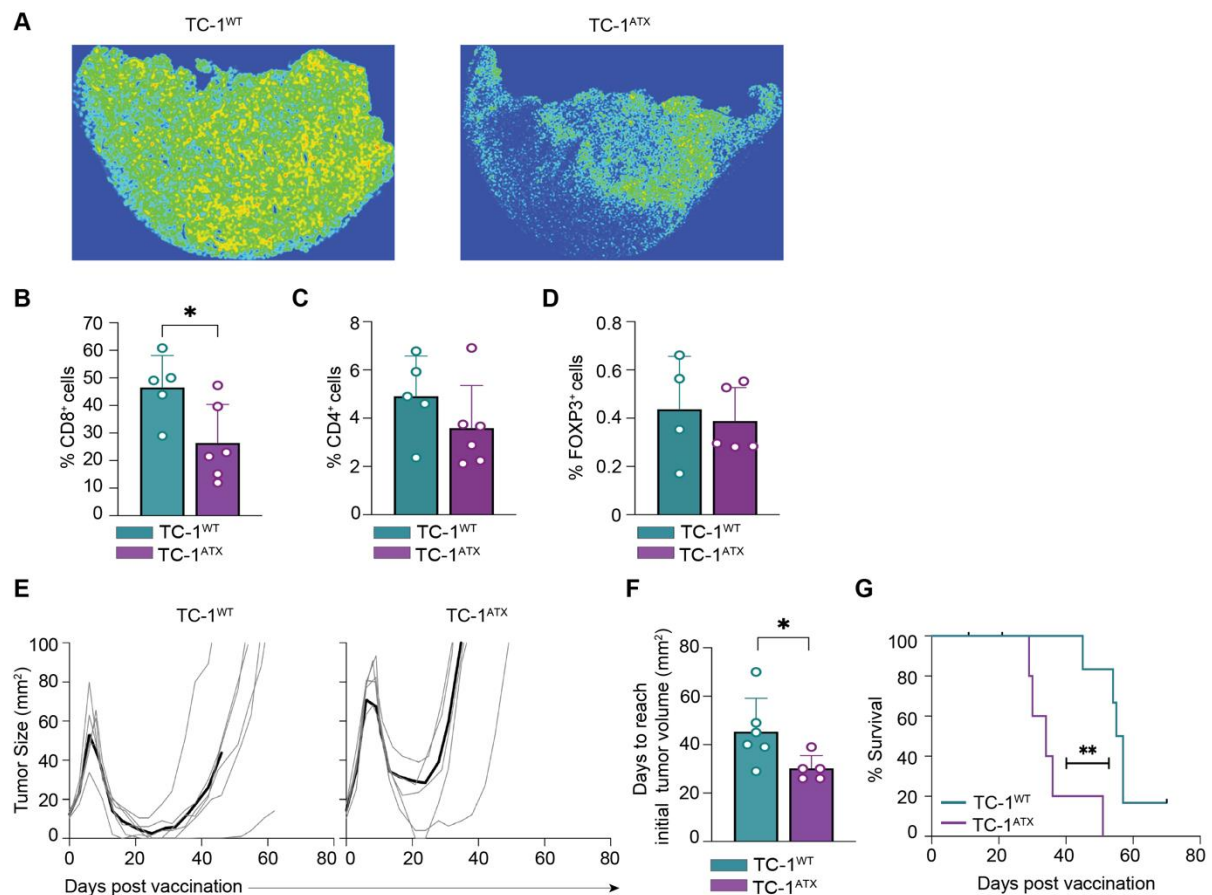 A
TC-1WT
TC-1ATX
B
% CD8+ cells
70
60
50
40
30
20
10
0
*
TC-1WT
TC-1ATX
C
% CD4+ cells
8
6
4
2
0
TC-1WT
TC-1ATX
D
% FOXP3+ cells
0.8
0.6
0.4
0.2
0
TC-1WT
TC-1ATX
E
TC-1WT
TC-1ATX
Tumor Size (mm2)
100
80
60
40
20
0
0 20 40 60 80
0 20 40 60 80
Days post vaccination
F
Days to reach
initial tumor volume (mm2)
80
60
40
20
0
*
TC-1WT
TC-1ATX
G
% Survival
100
80
60
40
20
0
**
TC-1WT
TC-1ATX
0 20 40 60 80
Days post vaccination